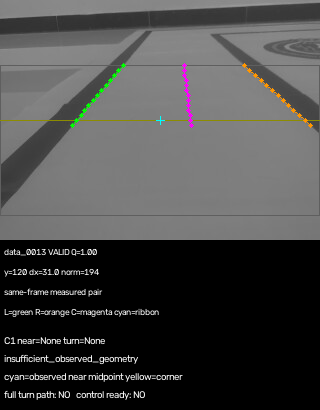 data_0013 VALID Q=1.00
y=120 dx=31.0 norm=194
same-frame measured pair
L=green R=orange C=magenta cyan=ribbon
C1 near=None turn=None
insufficient_observed_geometry
cyan=observed near midpoint yellow=corner
full turn path: NO control ready: NO